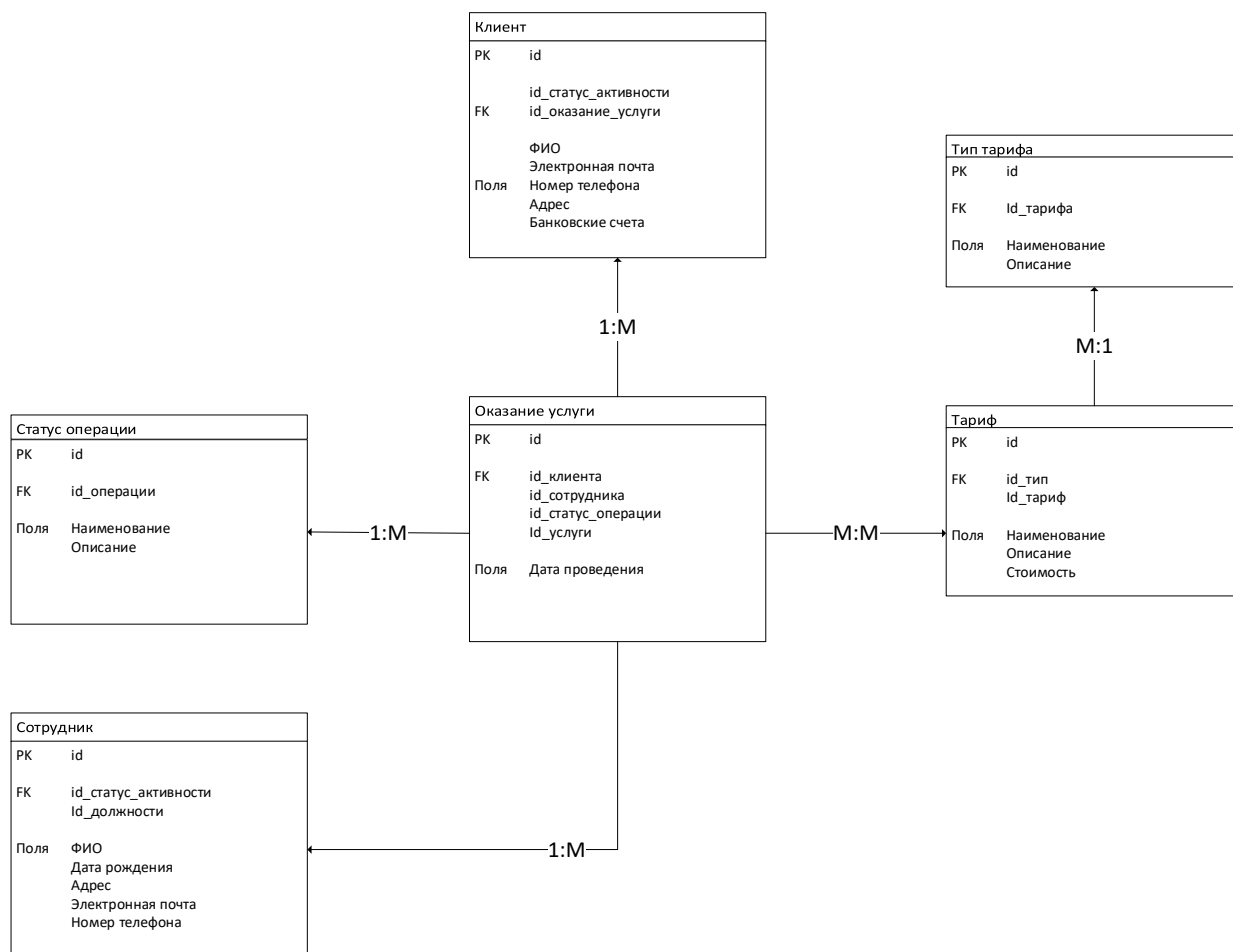 Клиент
PK id
id_статус_активности
FK id_оказание_услуги
ФИО
Электронная почта
Поля Номер телефона
Адрес
Банковские счета
Тип тарифа
PK id
FK Id_тарифа
Поля Наименование
Описание
1:M
M:1
Статус операции
PK id
FK id_операции
Поля Наименование
Описание
1:M
Оказание услуги
PK id
FK id_клиента
id_сотрудника
id_статус_операции
Id_услуги
Поля Дата проведения
M:M
Тариф
PK id
FK id_тип
Id_тариф
Поля Наименование
Описание
Стоимость
Сотрудник
PK id
FK id_статус_активности
Id_должности
Поля ФИО
Дата рождения
Адрес
Электронная почта
Номер телефона
1:M